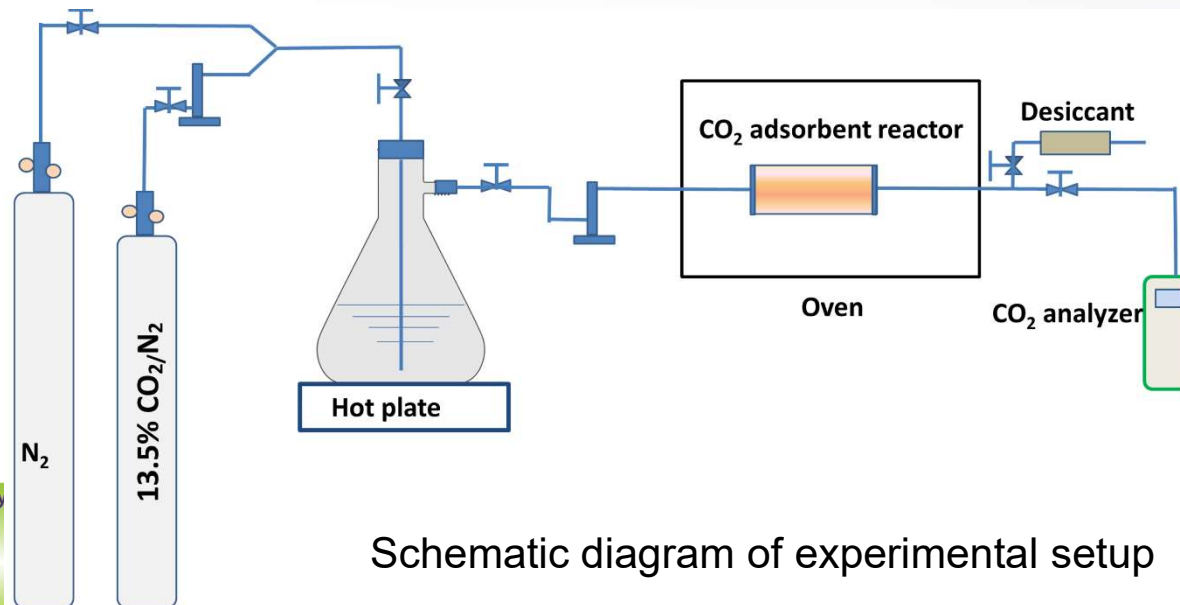 Desiccant
CO₂ adsorbent reactor
Oven
CO₂ analyzer
13.5% CO₂/N₂
Hot plate
N₂
Schematic diagram of experimental setup